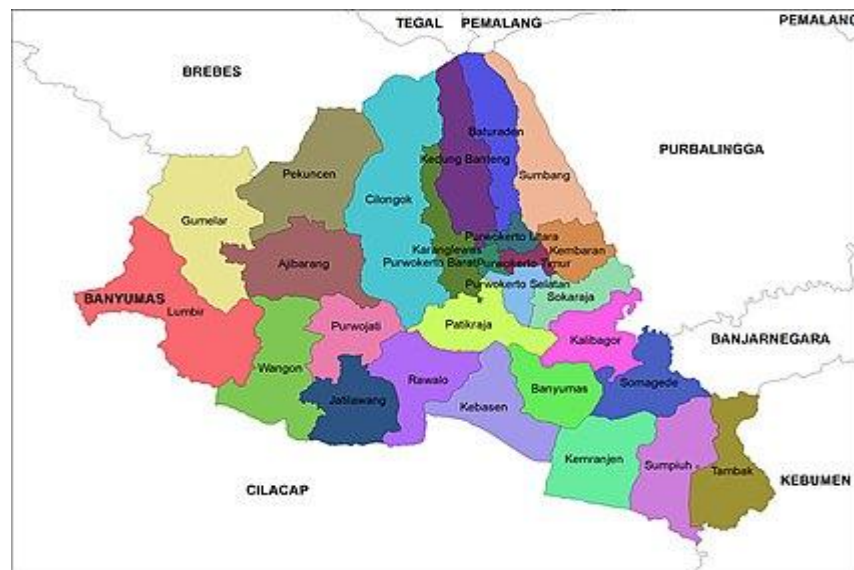 TEGAL
PEMALANG
PEMALANG
BREBES
Baturaden
PURBALINGGA
Kedung Banteng
Pekuncen
Sumbang
Cilongok
Gumelar
Purwokerto Utara
Karanglewas
Kembaran
Ajibarang
Purwokerto Barat
Purwokerto Timur
Purwokerto Selatan
BANYUMAS
Sokaraja
Lumbir
Purwojati
Patikraja
Kalibagor
BANJARNEGARA
Wangon
Rawalo
Banyumas
Somagede
Jatilawang
Kebasen
Kemranjen
Sumpiuh
Tambak
KEBUMEN
CILACAP